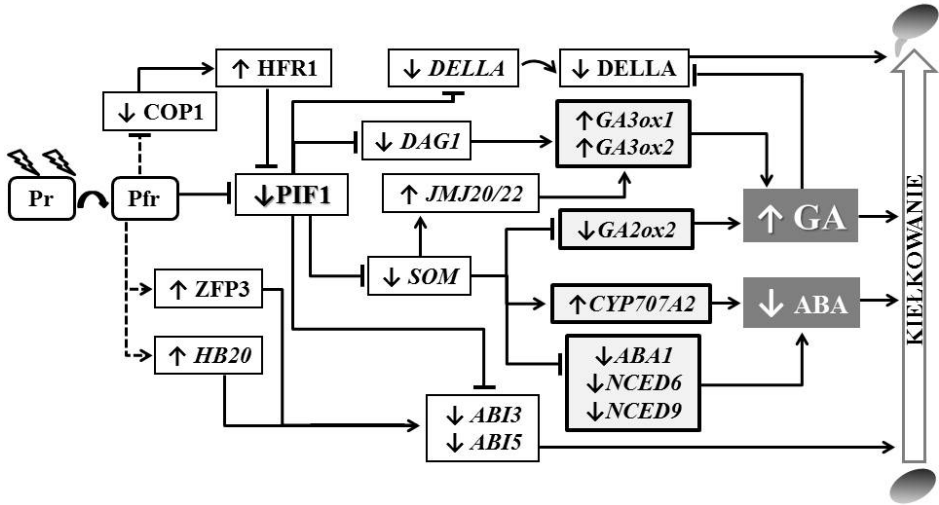 ↑ HFR1
↓ DELLA
↓ DELLA
↓ COP1
↓ DAG1
↑ GA3ox1
↑ GA3ox2
Pr
Pfr
↓PIF1
↑ JMJ20/22
↓ GA2ox2
↑ GA
↓ SOM
↑ ZFP3
↑ CYP707A2
↓ ABA
↑ HB20
↓ABA1
↓NCED6
↓NCED9
↓ ABI3
↓ ABI5
KIEŁKOWANIE